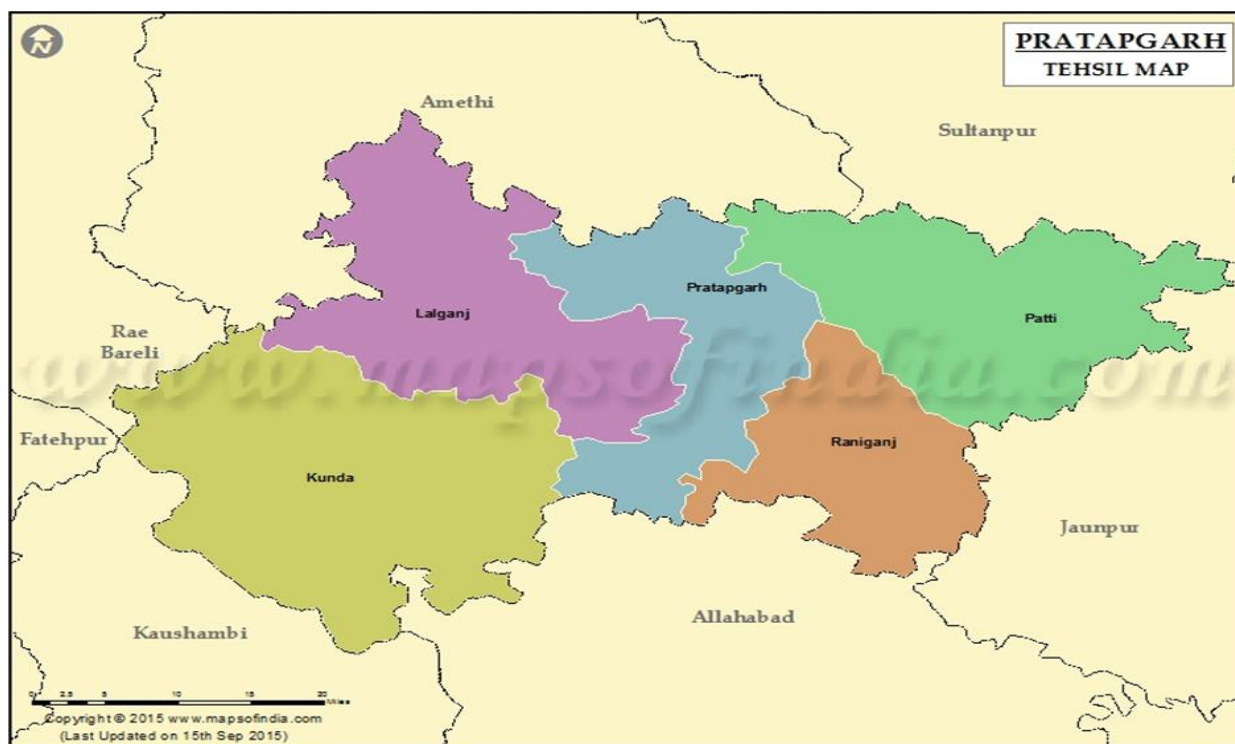 N
PRATAPGARH
TEHSIL MAP
Amethi
Sultanpur
Pratapgarh
Lalganj
Patti
Rae
Bareli
www.mapsofindia.com
Fatehpur
Raniganj
Kunda
Jaunpur
Allahabad
Kaushambi
0 2.5 5 10 15 20
Miles
Copyright © 2015 www.mapsofindia.com
(Last Updated on 15th Sep 2015)